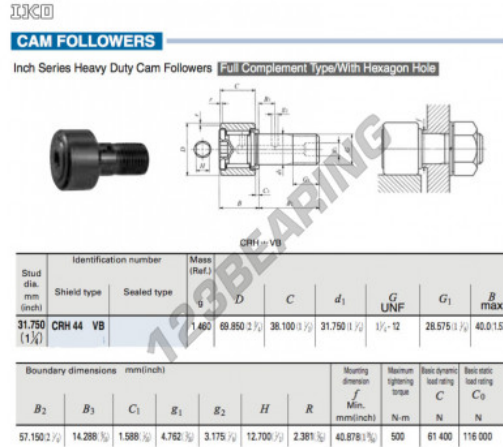 IKO
CAM FOLLOWERS
Inch Series Heavy Duty Cam Followers Full Complement Type/With Hexagon Hole
CRH…VB
123BEARING
Stud dia. mm (inch) Identification number Mass (Ref.) g
Shield type Sealed type D C d₁ G UNF G₁ B max
31.750 (1¼) CRH 44 VB 1 460 69.850 (2¾) 38.100 (1½) 31.750 (1¼) 1¼-12 28.575 40.0
Boundary dimensions mm(inch) Mounting dimension f Min. mm(inch) Maximum tightening torque N-m Basic dynamic load rating C N Basic static load rating C₀ N
B₂ B₃ C₁ g₁ g₂ H R
57.150 14.288 1.588 4.762 3.175 12.700 2.381 40.878 500 61 400 116 000